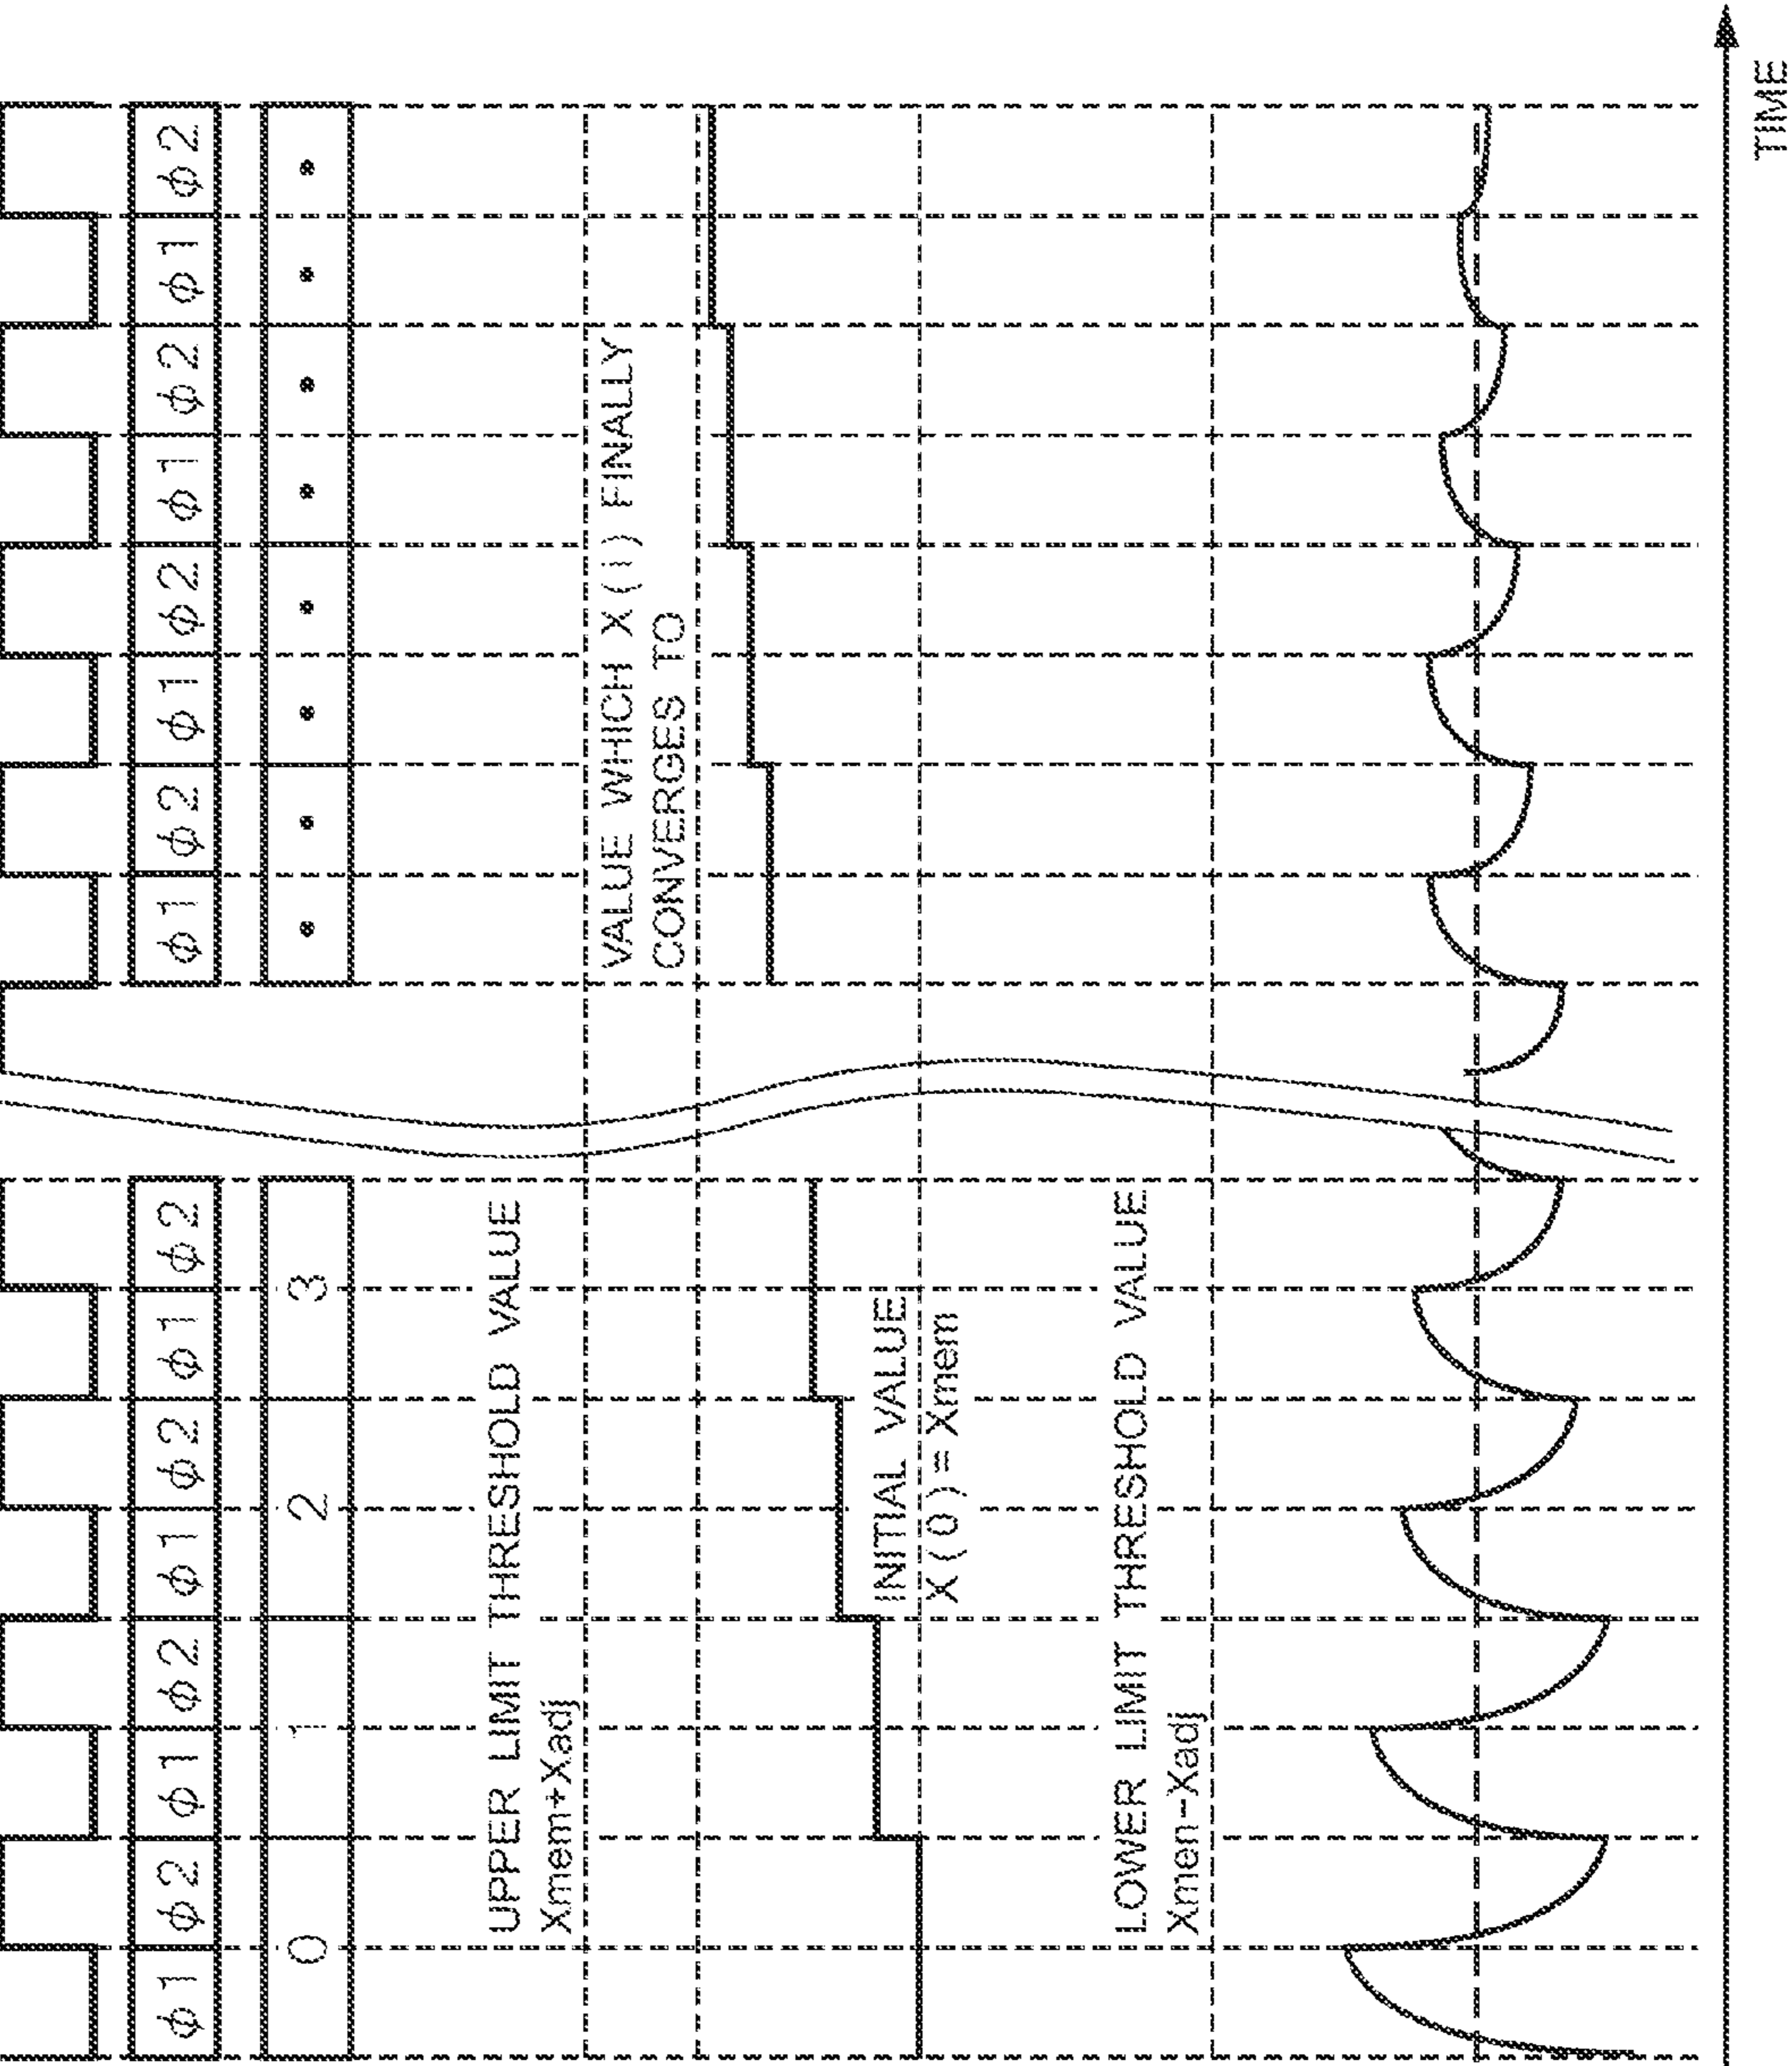 φ1 φ2 φ1 φ2 φ1 φ2 φ1 φ2 φ1 φ2 φ1 φ2 φ1 φ2 φ1 φ2
0 1 2 3 • • • • • • • •
UPPER LIMIT THRESHOLD VALUE
Xmem+Xadj
VALUE WHICH X(i) FINALLY
CONVERGES TO
INITIAL VALUE
X(0)=Xmem
LOWER LIMIT THRESHOLD VALUE
Xmen-Xadj
TIME